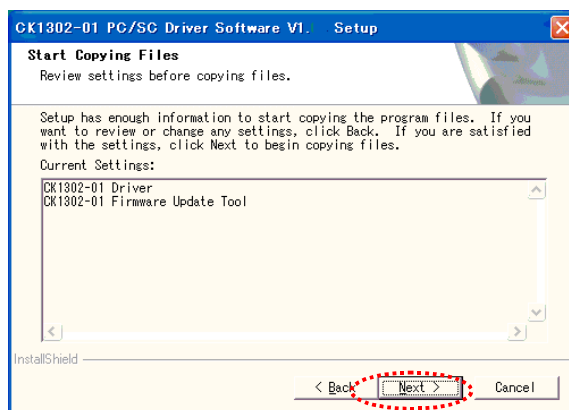 CK1302-01 PC/SC Driver Software V1. Setup
Start Copying Files
Review settings before copying files.
Setup has enough information to start copying the program files. If you
want to review or change any settings, click Back. If you are satisfied
with the settings, click Next to begin copying files.
Current Settings:
CK1302-01 Driver
CK1302-01 Firmware Update Tool
InstallShield
< Back Next > Cancel